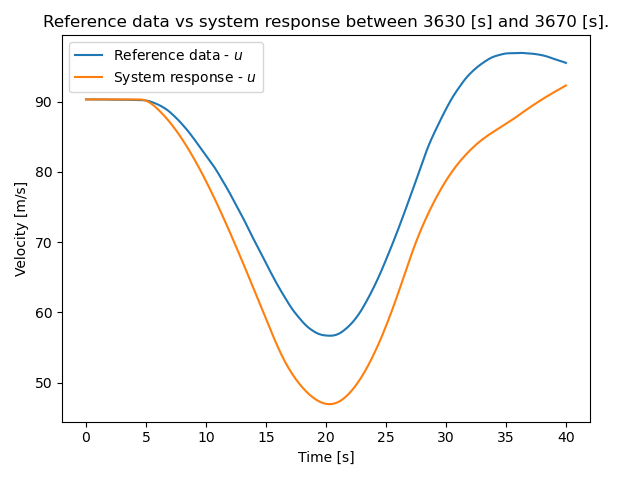 Reference data vs system response between 3630 [s] and 3670 [s].
Reference data - u
System response - u
90
80
70
60
50
Velocity [m/s]
0 5 10 15 20 25 30 35 40
Time [s]